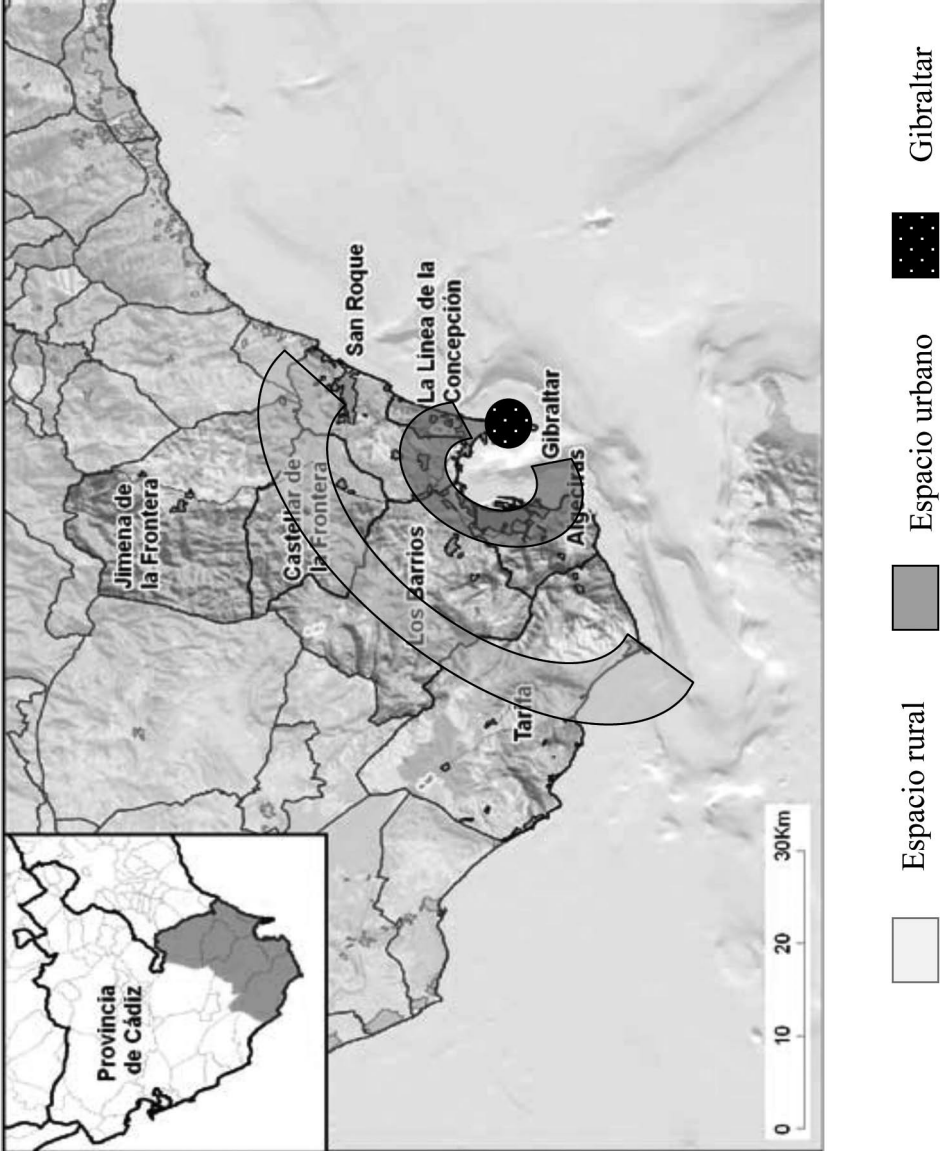 Provincia
de Cádiz
Jimena de
la Frontera
Castellar de
la Frontera
San Roque
Los Barrios
La Línea de la
Concepción
Gibraltar
Algeciras
Tarifa
0 10 20 30Km
Espacio rural
Espacio urbano
Gibraltar